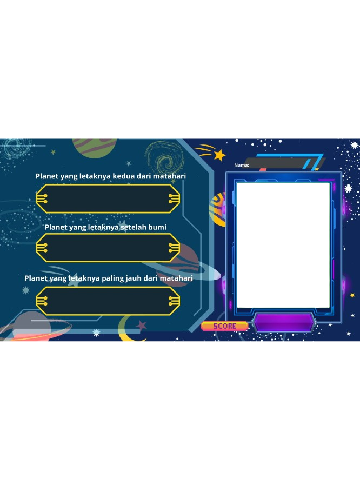 Planet yang letaknya kedua dari matahari
Nama:
Planet yang letaknya setelah bumi
Planet yang letaknya paling jauh dari matahari
SCORE